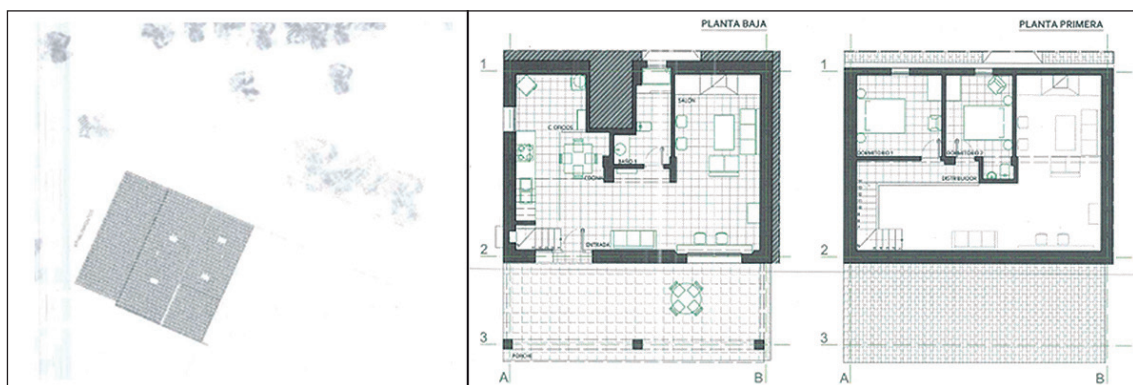 PLANTA BAJA
1
SALÓN
C. OFICIOS
BAÑO 1
COCINA
2
ENTRADA
3
PORCHE
A
B
PLANTA PRIMERA
1
DORMITORIO 1
DORMITORIO 2
DISTRIBUIDOR
2
3
A
B